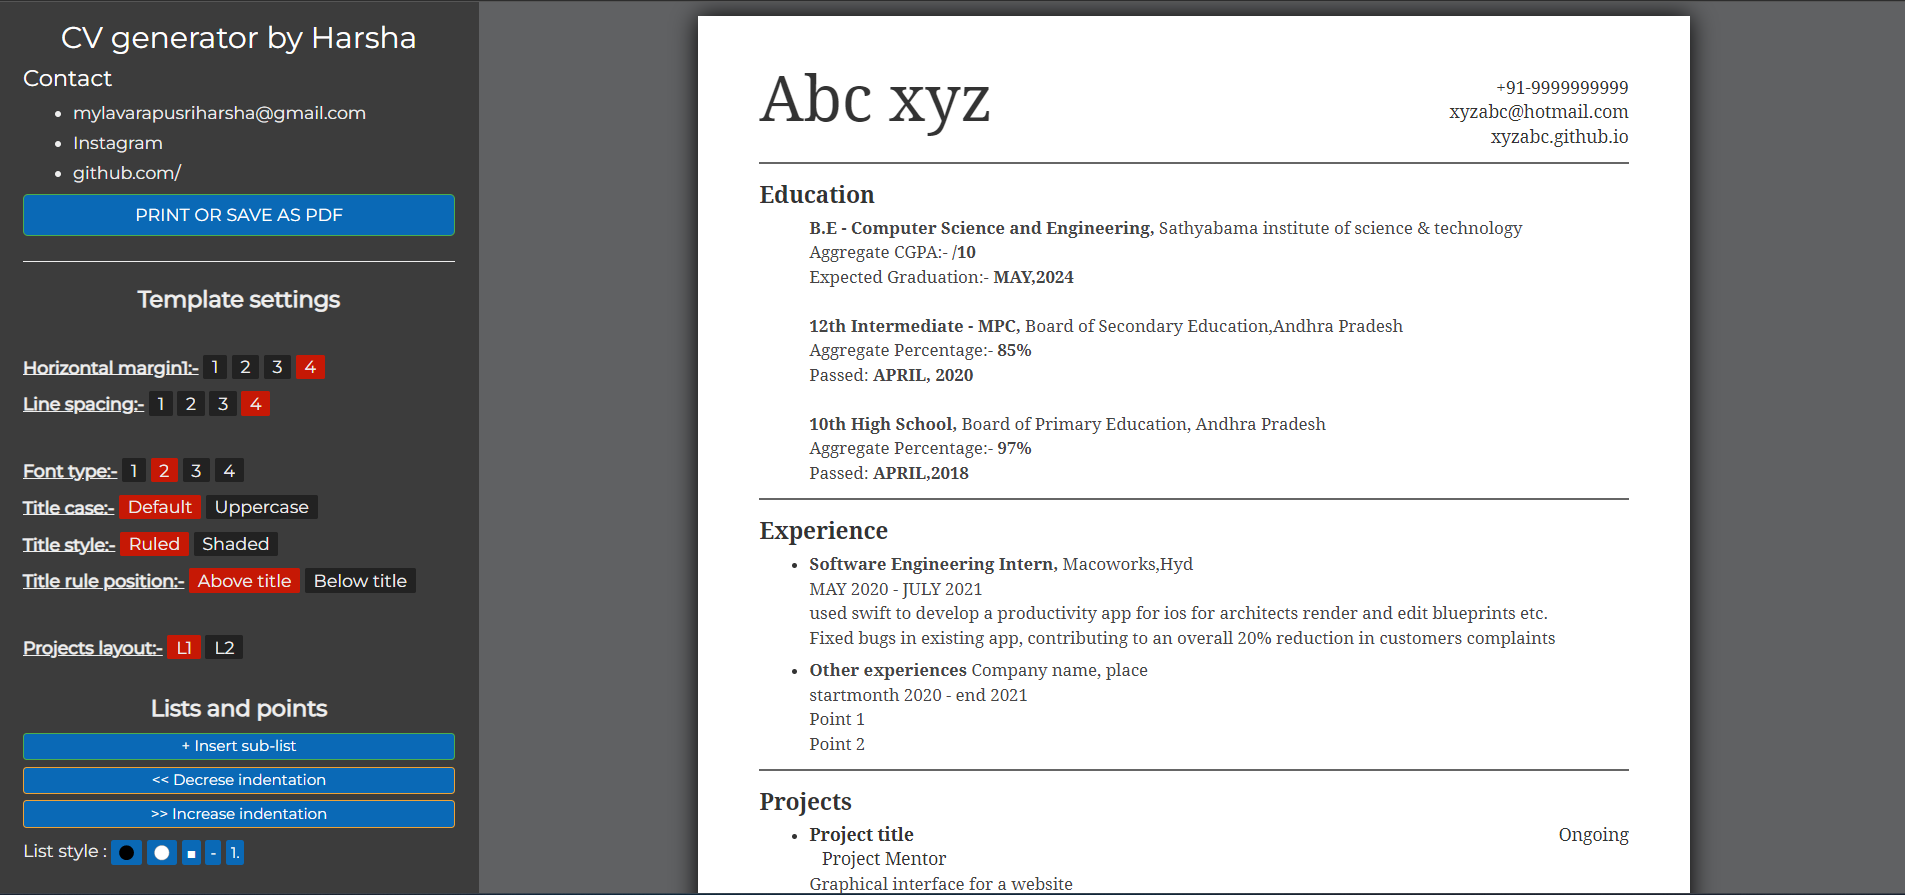 CV generator by Harsha
Contact
• mylavarapusriharsha@gmail.com
• Instagram
• github.com/
PRINT OR SAVE AS PDF
Template settings
Horizontal margin1:- 1 2 3 4
Line spacing:- 1 2 3 4
Font type:- 1 2 3 4
Title case:- Default Uppercase
Title style:- Ruled Shaded
Title rule position:- Above title Below title
Projects layout:- L1 L2
Lists and points
+ Insert sub-list
<< Decrese indentation
>> Increase indentation
List style : ● ● ■ - 1.
Abc xyz
+91-9999999999
xyzabc@hotmail.com
xyzabc.github.io
Education
B.E - Computer Science and Engineering, Sathyabama institute of science & technology
Aggregate CGPA:- /10
Expected Graduation:- MAY,2024
12th Intermediate - MPC, Board of Secondary Education,Andhra Pradesh
Aggregate Percentage:- 85%
Passed: APRIL, 2020
10th High School, Board of Primary Education, Andhra Pradesh
Aggregate Percentage:- 97%
Passed: APRIL,2018
Experience
• Software Engineering Intern, Macoworks,Hyd
MAY 2020 - JULY 2021
used swift to develop a productivity app for ios for architects render and edit blueprints etc.
Fixed bugs in existing app, contributing to an overall 20% reduction in customers complaints
• Other experiences Company name, place
startmonth 2020 - end 2021
Point 1
Point 2
Projects
• Project title Ongoing
Project Mentor
Graphical interface for a website